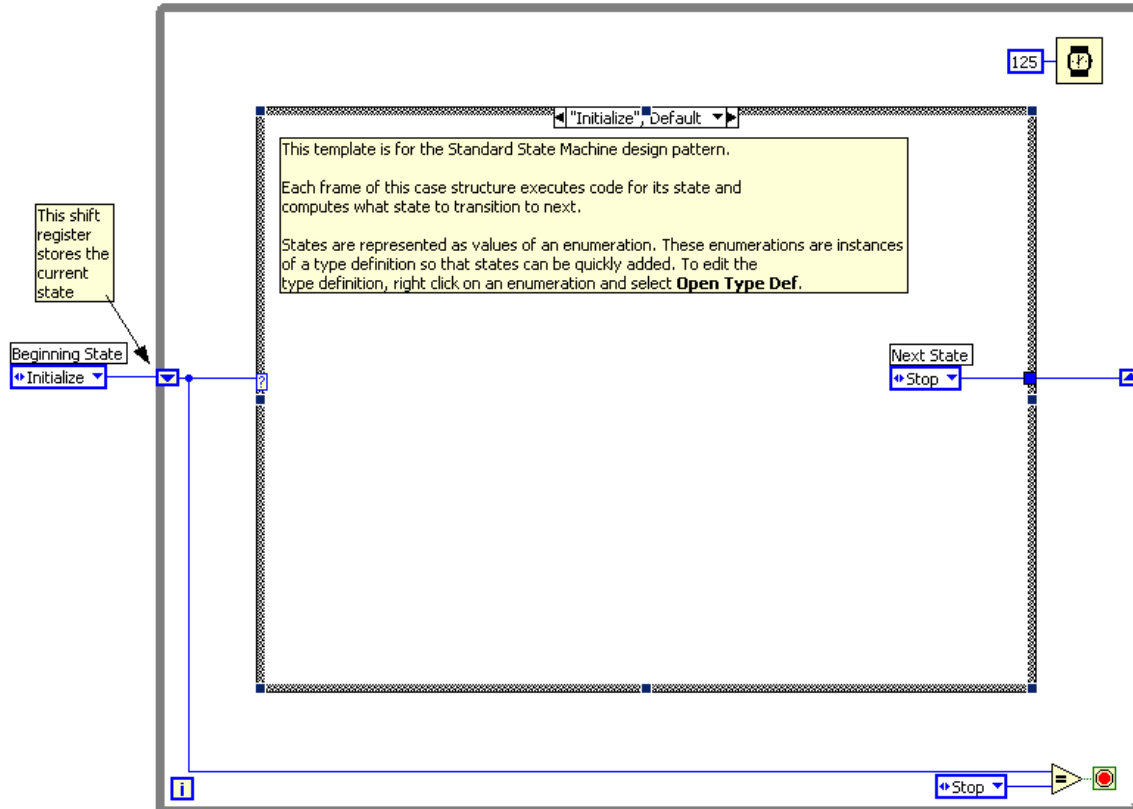 125
"Initialize", Default
This template is for the Standard State Machine design pattern.
Each frame of this case structure executes code for its state and
computes what state to transition to next.
States are represented as values of an enumeration. These enumerations are instances
of a type definition so that states can be quickly added. To edit the
type definition, right click on an enumeration and select Open Type Def.
This shift
register
stores the
current
state
Beginning State
Initialize
?
Next State
Stop
i
Stop
=